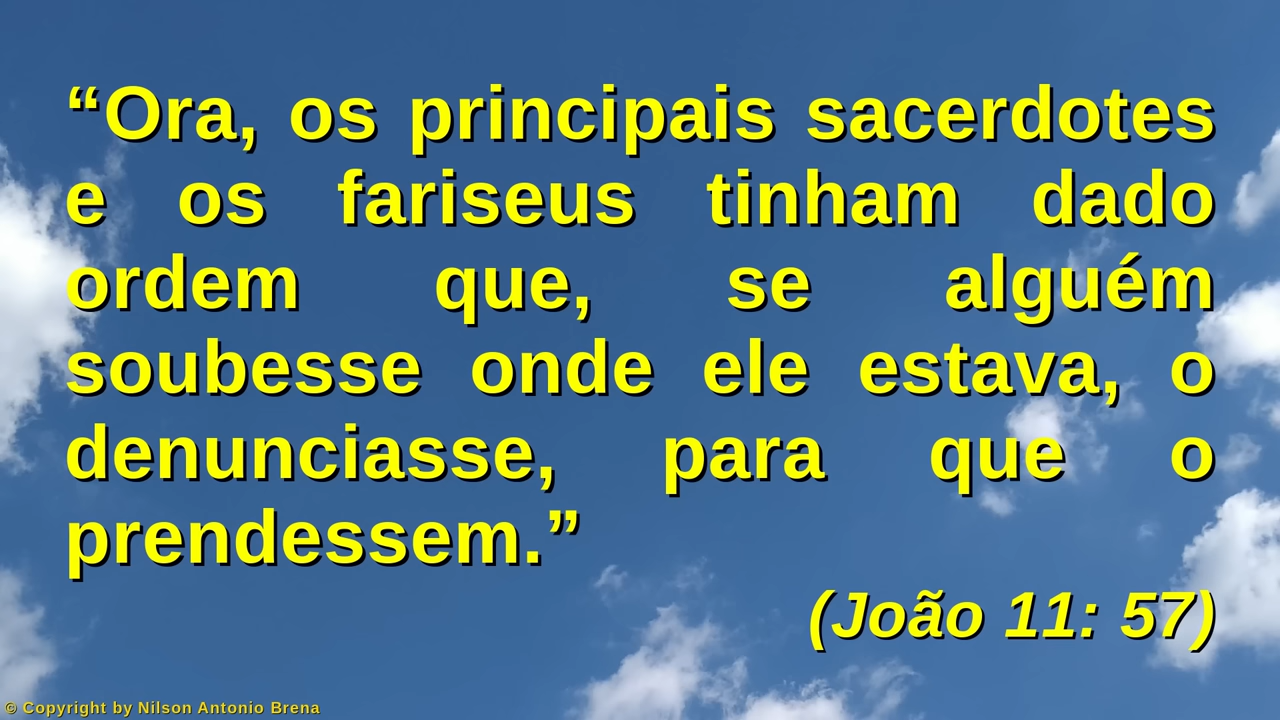 “Ora, os principais sacerdotes
e os fariseus tinham dado
ordem que, se alguém
soubesse onde ele estava, o
denunciasse, para que o
prendessem.”
(João 11: 57)
© Copyright by Nilson Antonio Brena